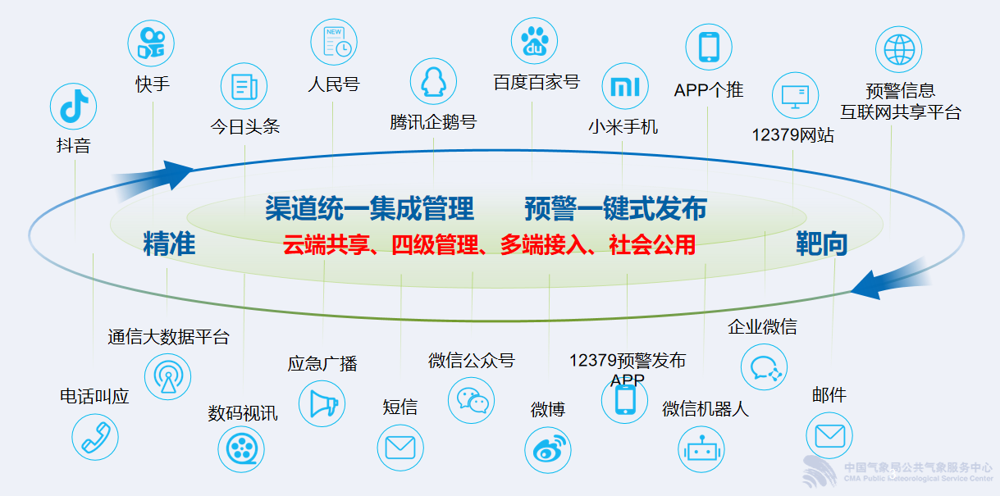 快手
NEW
人民号
今日头条
du
百度百家号
腾讯企鹅号
mi
小米手机
APP个推
12379网站
预警信息
互联网共享平台
抖音
渠道统一集成管理
预警一键式发布
精准
云端共享、四级管理、多端接入、社会公用
靶向
通信大数据平台
电话叫应
数码视讯
应急广播
短信
微信公众号
微博
12379预警发布
APP
微信机器人
企业微信
邮件
中国气象局公共气象服务中心
CMA Public Meteorological Service Center